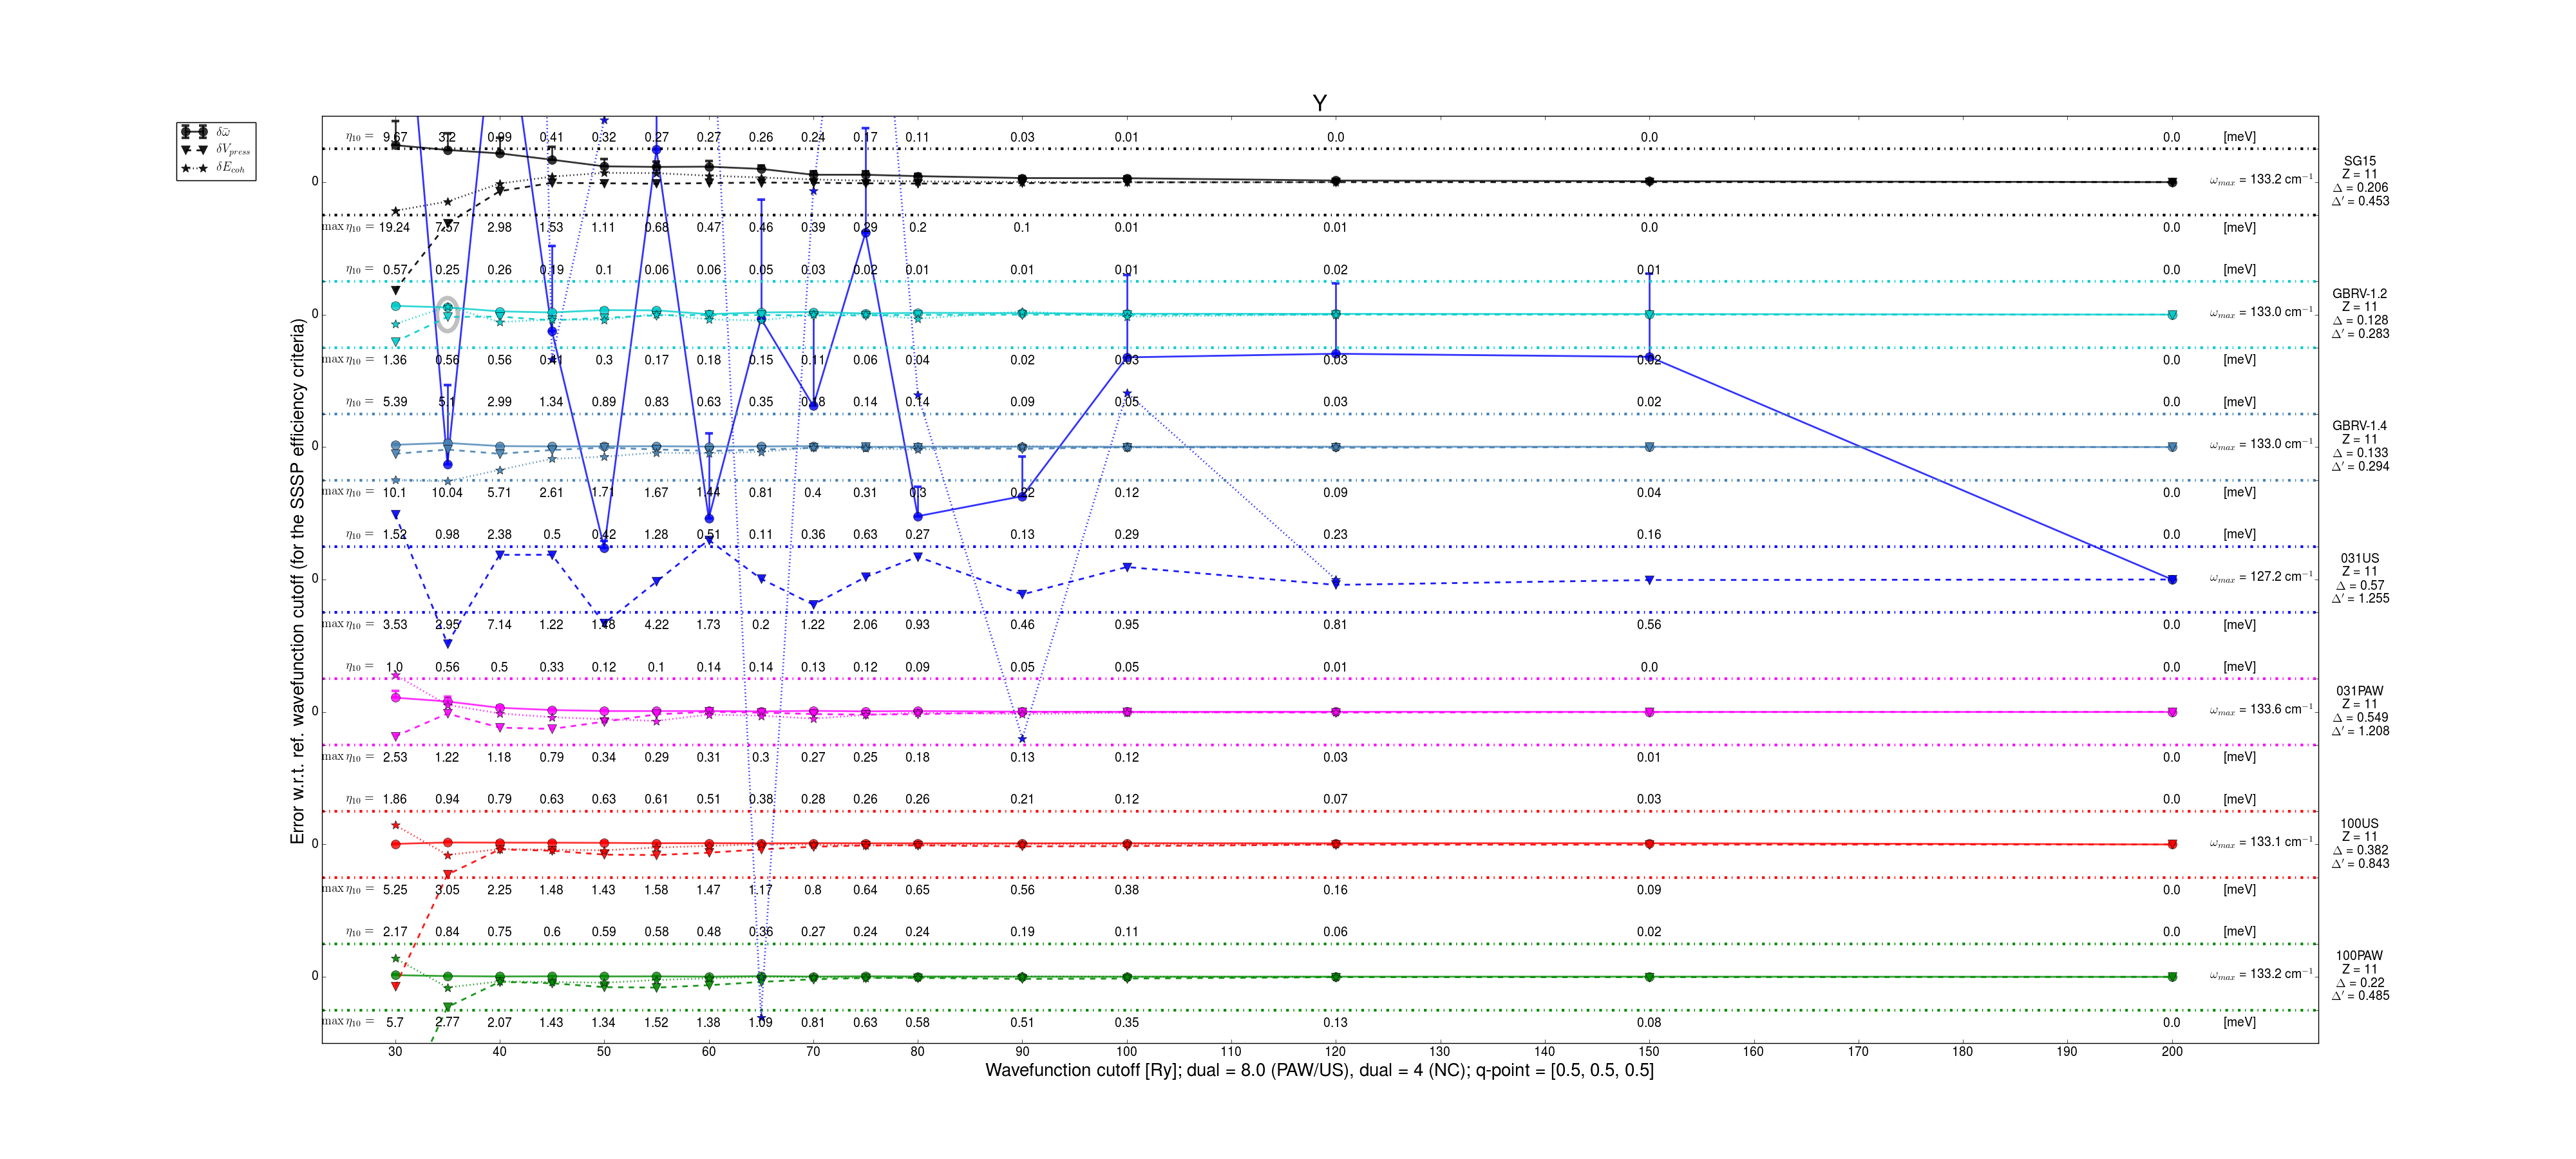 Y
δω̄
δV_press
δE_coh
Error w.r.t. ref. wavefunction cutoff (for the SSSP efficiency criteria)
η₁₀ = 9.67 3.2 0.99 0.41 0.32 0.27 0.27 0.26 0.24 0.17 0.11 0.03 0.01 0.0 0.0 0.0 [meV]
0 ω_max = 133.2 cm⁻¹
max η₁₀ = 19.24 7.57 2.98 1.53 1.11 0.68 0.47 0.46 0.39 0.29 0.2 0.1 0.01 0.01 0.0 0.0 [meV]
SG15
Z = 11
Δ = 0.206
Δ′ = 0.453
η₁₀ = 0.57 0.25 0.26 0.19 0.1 0.06 0.06 0.05 0.03 0.02 0.01 0.01 0.01 0.02 0.01 0.0 [meV]
0 ω_max = 133.0 cm⁻¹
max η₁₀ = 1.36 0.56 0.56 0.41 0.3 0.17 0.18 0.15 0.11 0.06 0.04 0.02 0.03 0.03 0.02 0.0 [meV]
GBRV-1.2
Z = 11
Δ = 0.128
Δ′ = 0.283
η₁₀ = 5.39 5.1 2.99 1.34 0.89 0.83 0.63 0.35 0.18 0.14 0.14 0.09 0.05 0.03 0.02 0.0 [meV]
0 ω_max = 133.0 cm⁻¹
max η₁₀ = 10.1 10.04 5.71 2.61 1.71 1.67 1.44 0.81 0.4 0.31 0.3 0.22 0.12 0.09 0.04 0.0 [meV]
GBRV-1.4
Z = 11
Δ = 0.133
Δ′ = 0.294
η₁₀ = 1.52 0.98 2.38 0.5 0.42 1.28 0.51 0.11 0.36 0.63 0.27 0.13 0.29 0.23 0.16 0.0 [meV]
0 ω_max = 127.2 cm⁻¹
max η₁₀ = 3.53 2.95 7.14 1.22 1.48 4.22 1.73 0.2 1.22 2.06 0.93 0.46 0.95 0.81 0.56 0.0 [meV]
031US
Z = 11
Δ = 0.57
Δ′ = 1.255
η₁₀ = 1.0 0.56 0.5 0.33 0.12 0.1 0.14 0.14 0.13 0.12 0.09 0.05 0.05 0.01 0.0 0.0 [meV]
0 ω_max = 133.6 cm⁻¹
max η₁₀ = 2.53 1.22 1.18 0.79 0.34 0.29 0.31 0.3 0.27 0.25 0.18 0.13 0.12 0.03 0.01 0.0 [meV]
031PAW
Z = 11
Δ = 0.549
Δ′ = 1.208
η₁₀ = 1.86 0.94 0.79 0.63 0.63 0.61 0.51 0.38 0.28 0.26 0.26 0.21 0.12 0.07 0.03 0.0 [meV]
0 ω_max = 133.1 cm⁻¹
max η₁₀ = 5.25 3.05 2.25 1.48 1.43 1.58 1.47 1.17 0.8 0.64 0.65 0.56 0.38 0.16 0.09 0.0 [meV]
100US
Z = 11
Δ = 0.382
Δ′ = 0.843
η₁₀ = 2.17 0.84 0.75 0.6 0.59 0.58 0.48 0.36 0.27 0.24 0.24 0.19 0.11 0.06 0.02 0.0 [meV]
0 ω_max = 133.2 cm⁻¹
max η₁₀ = 5.7 2.77 2.07 1.43 1.34 1.52 1.38 1.09 0.81 0.63 0.58 0.51 0.35 0.13 0.08 0.0 [meV]
100PAW
Z = 11
Δ = 0.22
Δ′ = 0.485
30 40 50 60 70 80 90 100 110 120 130 140 150 160 170 180 190 200
Wavefunction cutoff [Ry]; dual = 8.0 (PAW/US), dual = 4 (NC); q-point = [0.5, 0.5, 0.5]